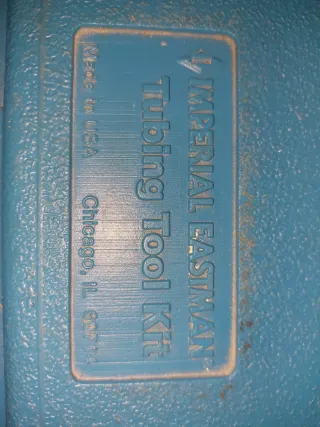 IMPERIAL EASTMAN
Tubing Tool Kit
Made in USA Chicago, IL